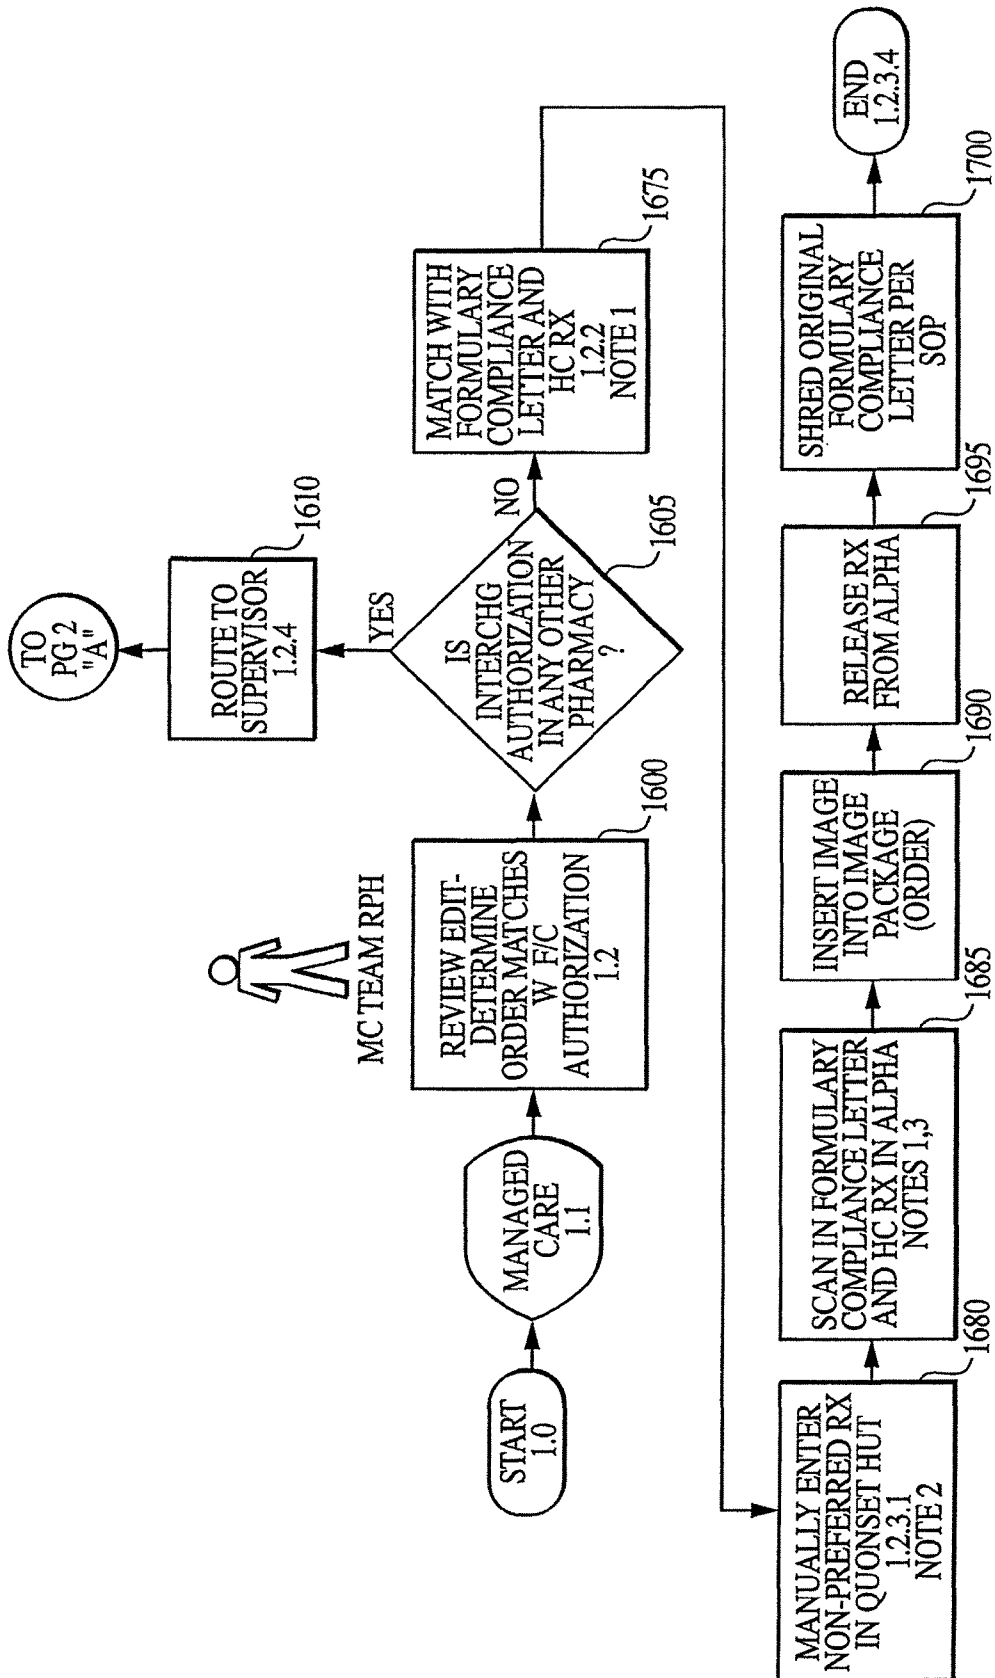 START
1.0
MANAGED
CARE
1.1
MC TEAM RPH
REVIEW EDIT-
DETERMINE
ORDER MATCHES
W F/C
AUTHORIZATION
1.2
1600
IS
INTERCHG
AUTHORIZATION
IN ANY OTHER
PHARMACY
?
1605
YES
ROUTE TO
SUPERVISOR
1.2.4
1610
TO
PG 2
"A"
NO
MATCH WITH
FORMULARY
COMPLIANCE
LETTER AND
HC RX
1.2.2
NOTE 1
1675
MANUALLY ENTER
NON-PREFERRED RX
IN QUONSET HUT
1.2.3.1
NOTE 2
1680
SCAN IN FORMULARY
COMPLIANCE LETTER
AND HC RX IN ALPHA
NOTES 1,3
1685
INSERT IMAGE
INTO IMAGE
PACKAGE
(ORDER)
1690
RELEASE RX
FROM ALPHA
1695
SHRED ORIGINAL
FORMULARY
COMPLIANCE
LETTER PER
SOP
1700
END
1.2.3.4